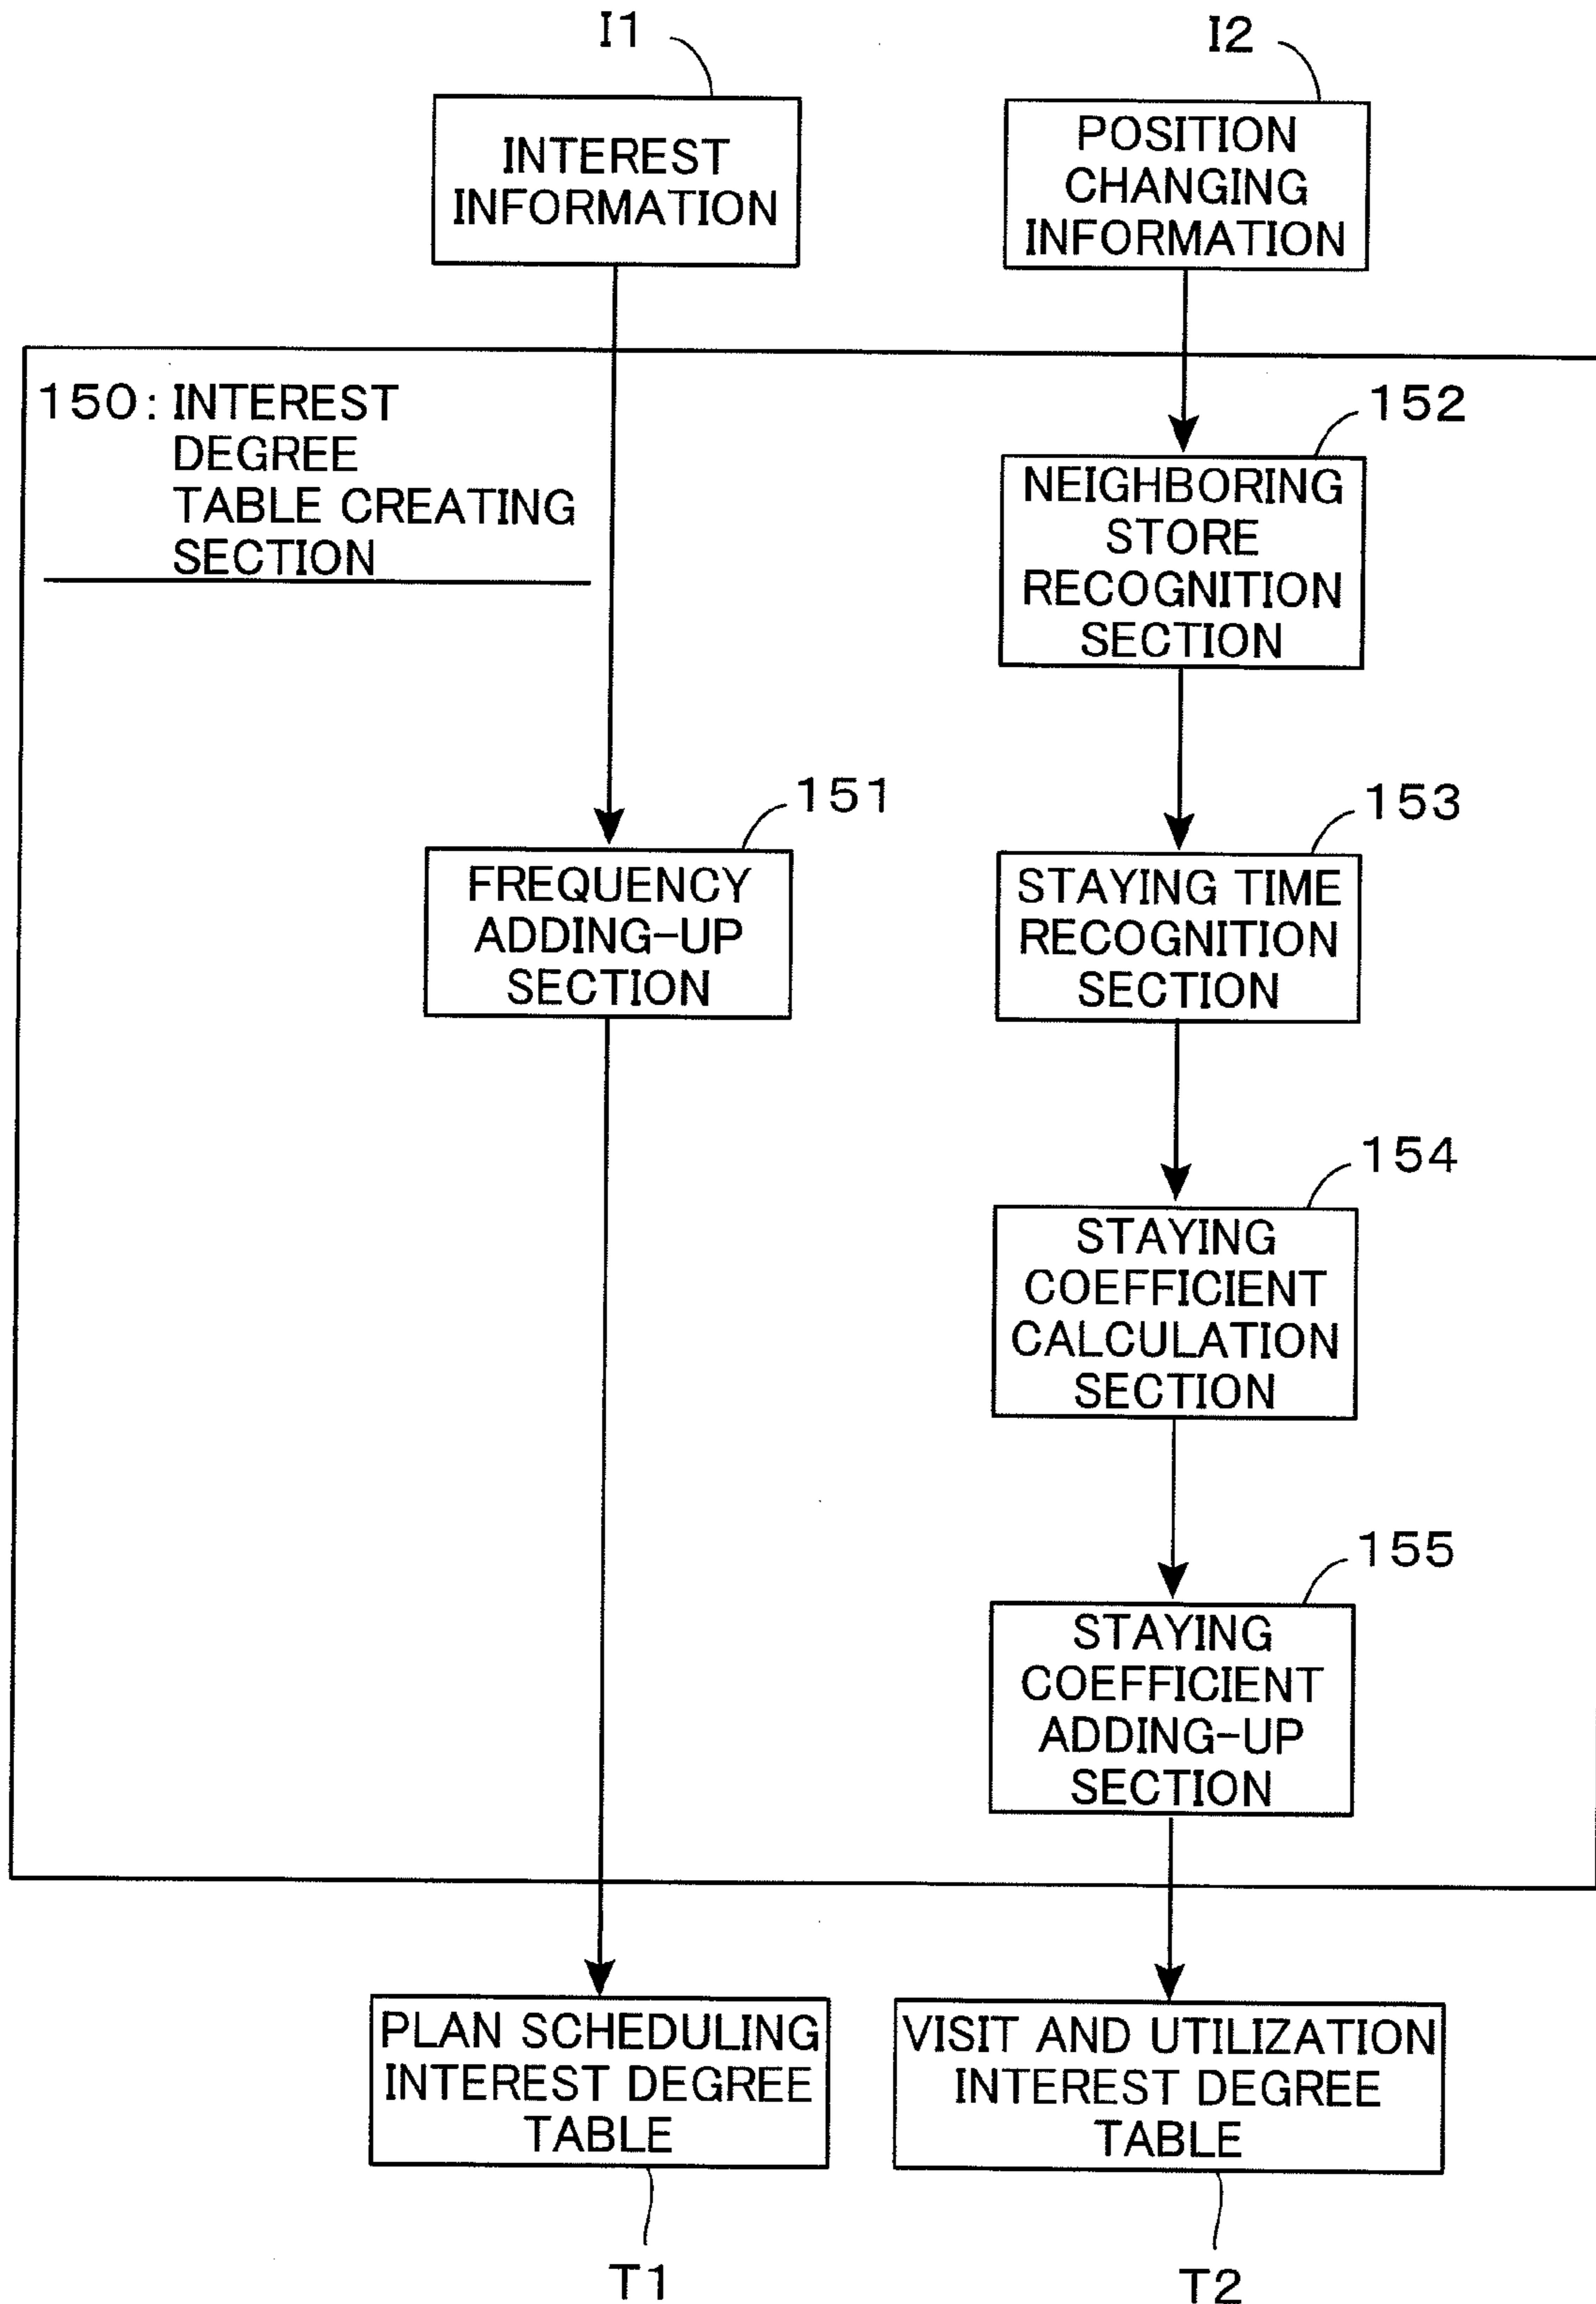 I1
INTEREST
INFORMATION
I2
POSITION
CHANGING
INFORMATION
150: INTEREST
DEGREE
TABLE CREATING
SECTION
152
NEIGHBORING
STORE
RECOGNITION
SECTION
151
FREQUENCY
ADDING-UP
SECTION
153
STAYING TIME
RECOGNITION
SECTION
154
STAYING
COEFFICIENT
CALCULATION
SECTION
155
STAYING
COEFFICIENT
ADDING-UP
SECTION
PLAN SCHEDULING
INTEREST DEGREE
TABLE
T1
VISIT AND UTILIZATION
INTEREST DEGREE
TABLE
T2